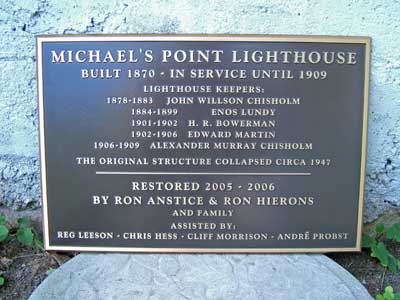 MICHAEL'S POINT LIGHTHOUSE
BUILT 1870 - IN SERVICE UNTIL 1909
LIGHTHOUSE KEEPERS:
1878-1883 JOHN WILLSON CHISHOLM
1884-1899 ENOS LUNDY
1901-1902 H. R. BOWERMAN
1902-1906 EDWARD MARTIN
1906-1909 ALEXANDER MURRAY CHISHOLM
THE ORIGINAL STRUCTURE COLLAPSED CIRCA 1947
RESTORED 2005 - 2006
BY RON ANSTICE & RON HIERONS
AND FAMILY
ASSISTED BY:
REG LEESON - CHRIS HESS - CLIFF MORRISON - ANDRÉ PROBST